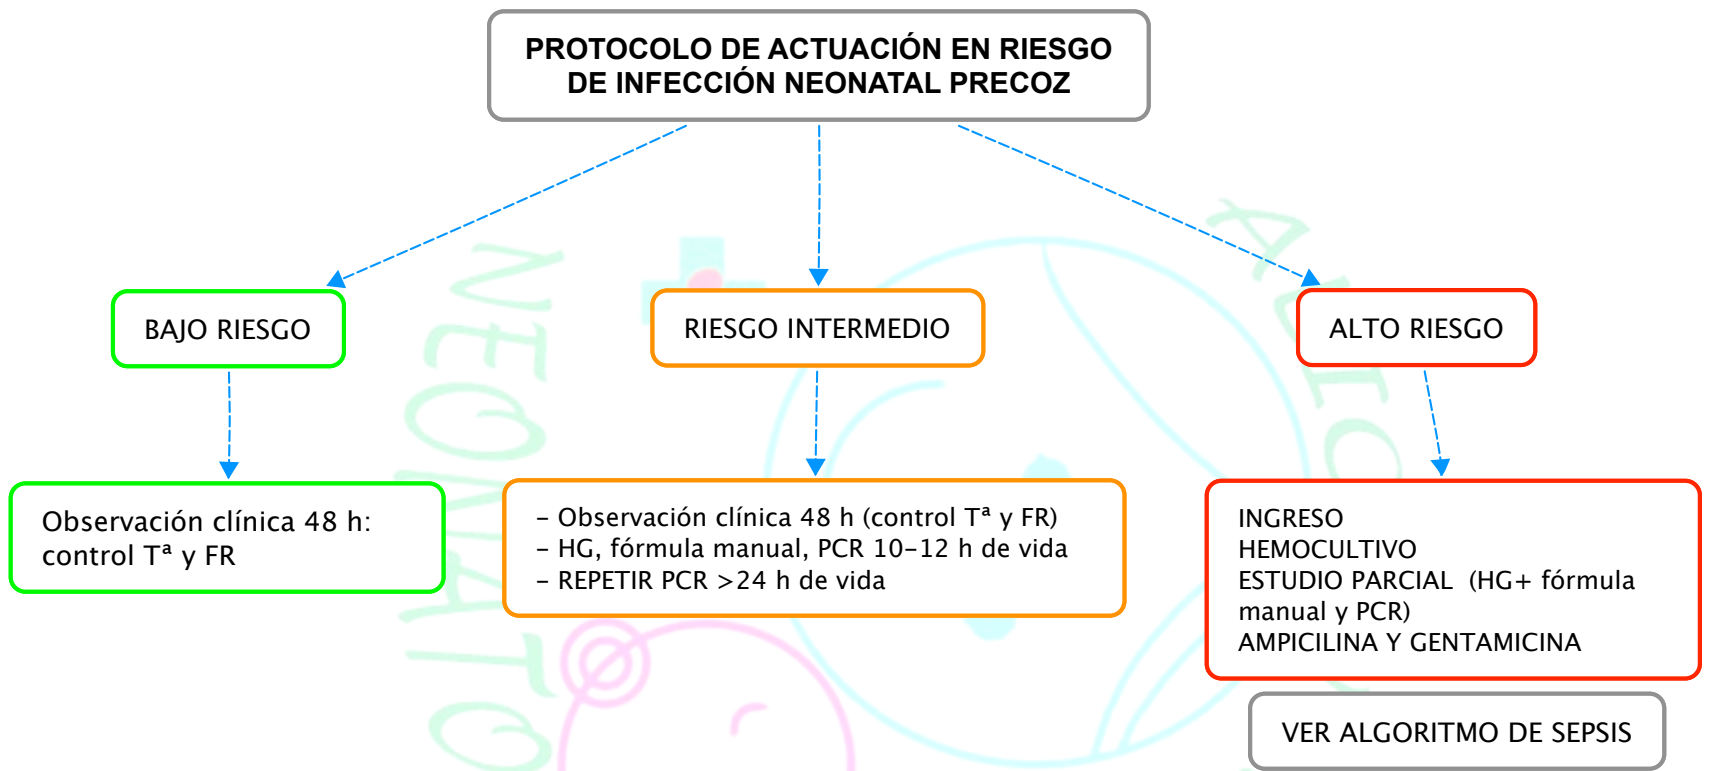 PROTOCOLO DE ACTUACIÓN EN RIESGO
DE INFECCIÓN NEONATAL PRECOZ
BAJO RIESGO
RIESGO INTERMEDIO
ALTO RIESGO
Observación clínica 48 h:
control Tª y FR
- Observación clínica 48 h (control Tª y FR)
- HG, fórmula manual, PCR 10-12 h de vida
- REPETIR PCR >24 h de vida
INGRESO
HEMOCULTIVO
ESTUDIO PARCIAL (HG+ fórmula
manual y PCR)
AMPICILINA Y GENTAMICINA
VER ALGORITMO DE SEPSIS
NEONATO